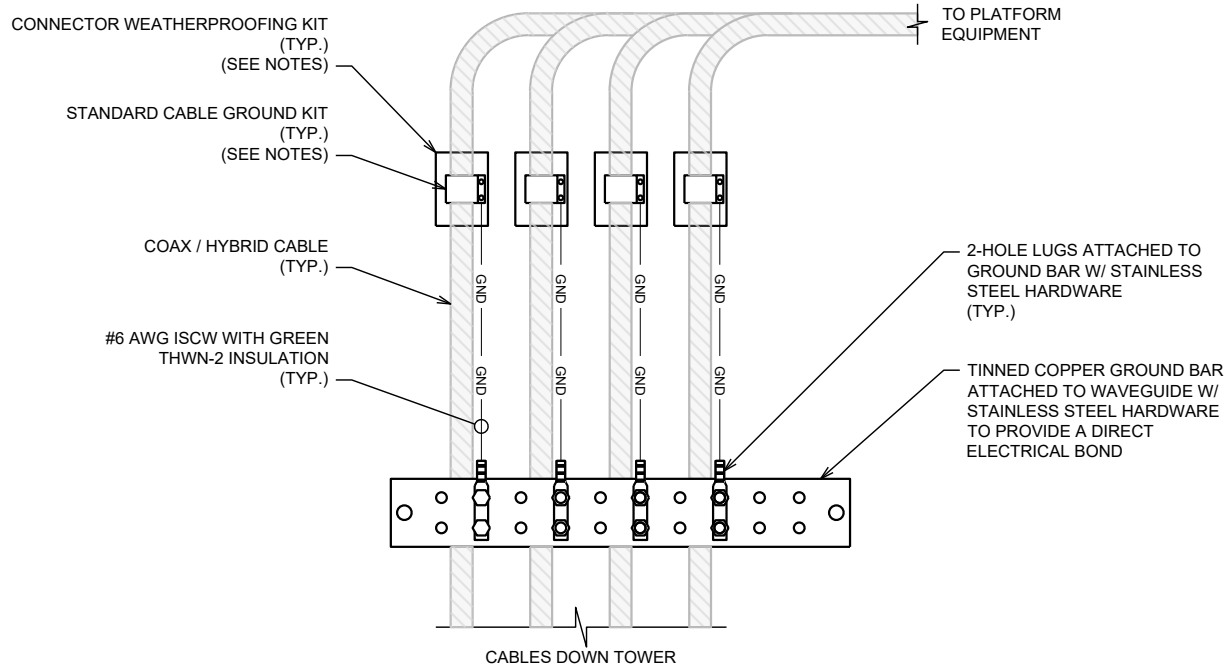 CONNECTOR WEATHERPROOFING KIT
(TYP.)
(SEE NOTES)
STANDARD CABLE GROUND KIT
(TYP.)
(SEE NOTES)
COAX / HYBRID CABLE
(TYP.)
#6 AWG ISCW WITH GREEN
THWN-2 INSULATION
(TYP.)
TO PLATFORM
EQUIPMENT
GND
GND
GND
GND
GND
GND
GND
GND
2-HOLE LUGS ATTACHED TO
GROUND BAR W/ STAINLESS
STEEL HARDWARE
(TYP.)
TINNED COPPER GROUND BAR
ATTACHED TO WAVEGUIDE W/
STAINLESS STEEL HARDWARE
TO PROVIDE A DIRECT
ELECTRICAL BOND
CABLES DOWN TOWER